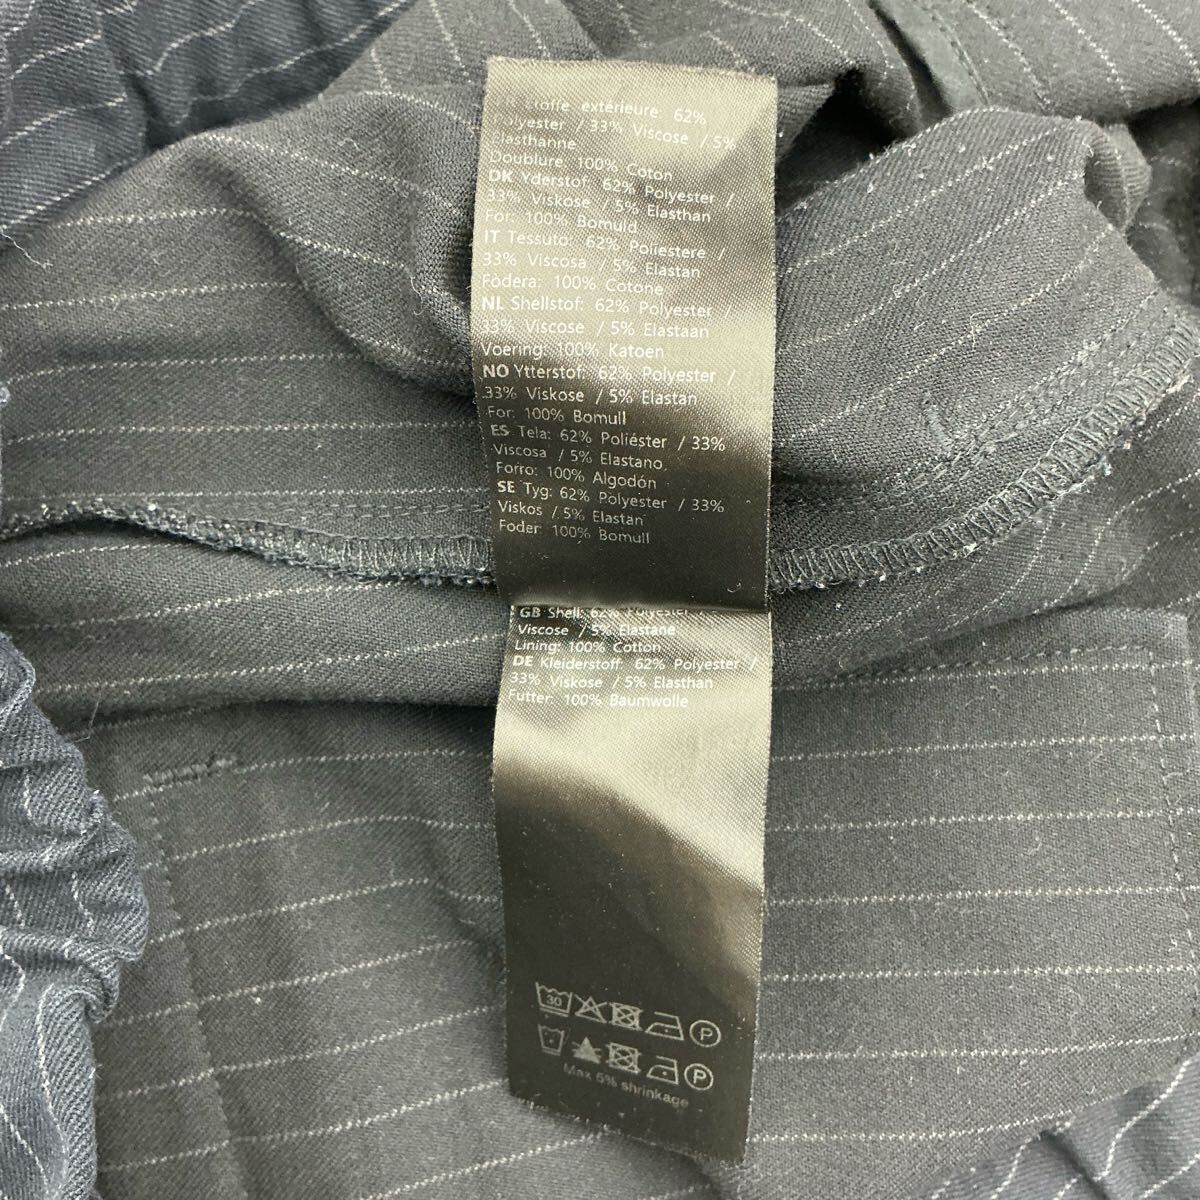 Stoffe extérieure: 62%
Polyester / 33% Viscose / 5%
Elasthanne
Doublure: 100% Coton
DK Yderstof: 62% Polyester
33% Viskose / 5% Elasthan
For: 100% Bomuld
IT Tessuto: 62% Poliestere /
33% Viscosa / 5% Elastan
Fòdera: 100% Cotone
NL Shellstof: 62% Polyester /
33% Viscose / 5% Elastaan
Voering: 100% Katoen
NO Ytterstof: 62% Polyester /
33% Viskose / 5% Elastan
For: 100% Bomull
ES Tela: 62% Poliéster / 33%
Viscosa / 5% Elastano
Forro: 100% Algodón
SE Tyg: 62% Polyester / 33%
Viskos / 5% Elastan
Foder: 100% Bomull
GB Shell: 62% Polyester
Viscose / 5% Elastane
Lining: 100% Cotton
DE Kleiderstoff: 62% Polyester /
33% Viskose / 5% Elasthan
Futter: 100% Baumwolle
30 P
P
Max 5% shrinkage